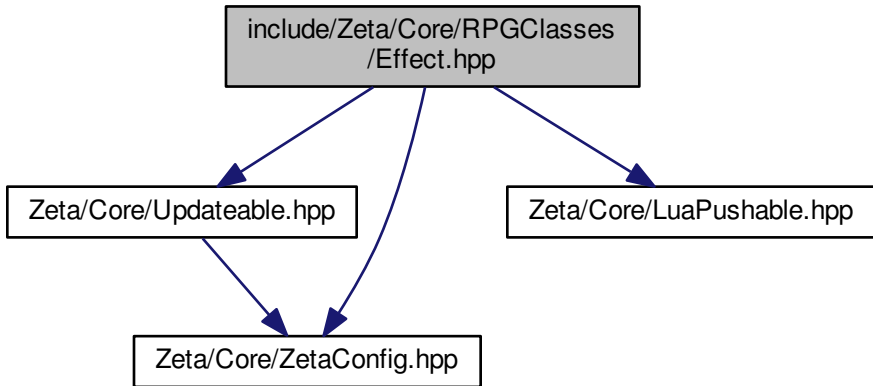 include/Zeta/Core/RPGClasses
/Effect.hpp
Zeta/Core/Updateable.hpp
Zeta/Core/LuaPushable.hpp
Zeta/Core/ZetaConfig.hpp